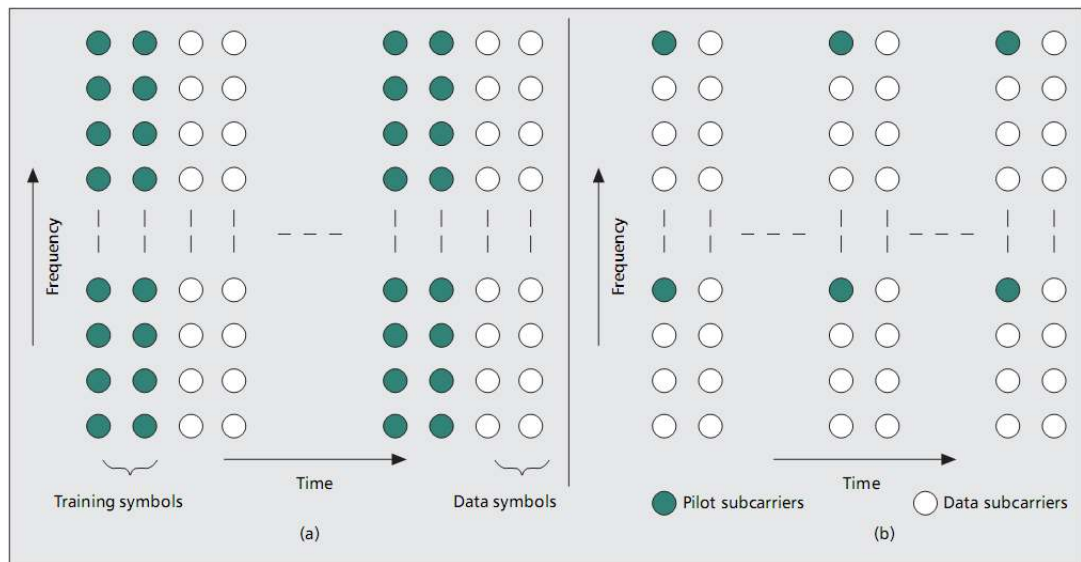 Frequency
Time
Training symbols
Data symbols
(a)
Frequency
Time
Pilot subcarriers
Data subcarriers
(b)